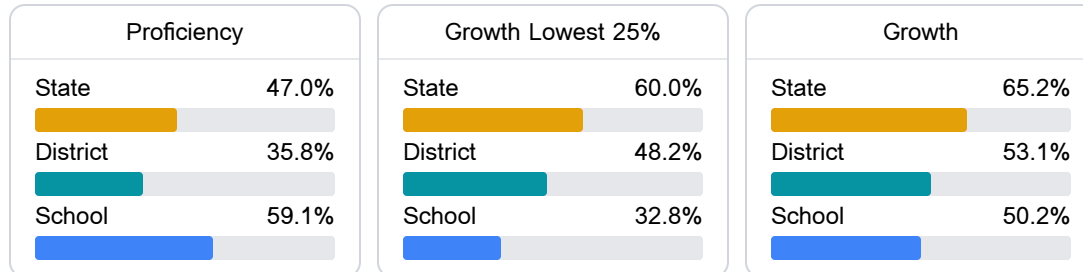 Proficiency
State 47.0%
District 35.8%
School 59.1%
Growth Lowest 25%
State 60.0%
District 48.2%
School 32.8%
Growth
State 65.2%
District 53.1%
School 50.2%